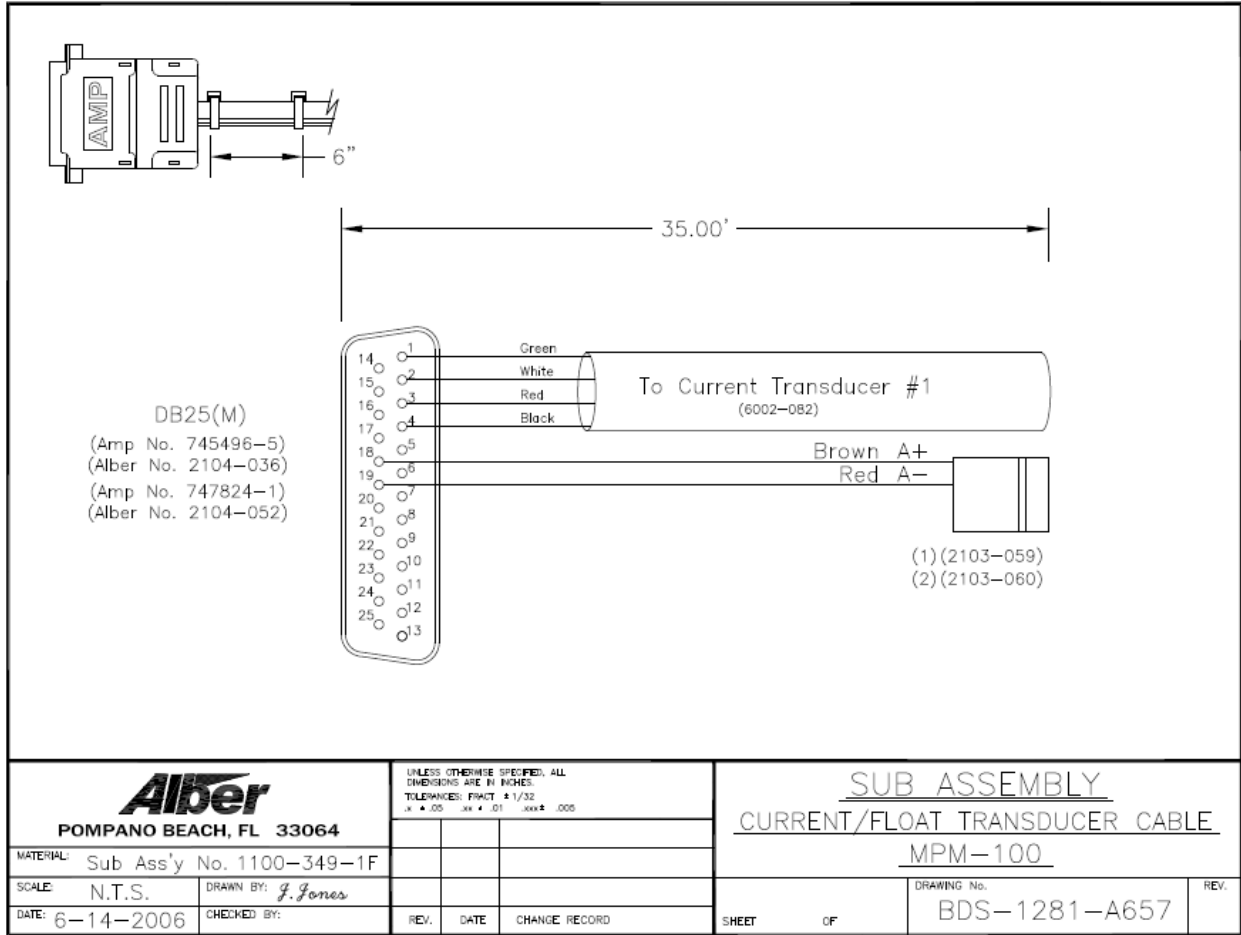 AMP
6"
35.00'
DB25(M)
(Amp No. 745496-5)
(Alber No. 2104-036)
(Amp No. 747824-1)
(Alber No. 2104-052)
1
2
3
4
5
6
7
8
9
10
11
12
13
14
15
16
17
18
19
20
21
22
23
24
25
Green
White
Red
Black
To Current Transducer #1
(6002-082)
Brown A+
Red A-
(1)(2103-059)
(2)(2103-060)
Alber
POMPANO BEACH, FL 33064
MATERIAL: Sub Ass'y No. 1100-349-1F
SCALE: N.T.S.
DRAWN BY: J. Jones
DATE: 6-14-2006
CHECKED BY:
UNLESS OTHERWISE SPECIFIED, ALL
DIMENSIONS ARE IN INCHES.
TOLERANCES: FRACT ± 1/32
.x ± .05 .xx ± .01 .xxx± .005
REV. DATE CHANGE RECORD
SUB ASSEMBLY
CURRENT/FLOAT TRANSDUCER CABLE
MPM-100
SHEET OF
DRAWING No.
BDS-1281-A657
REV.